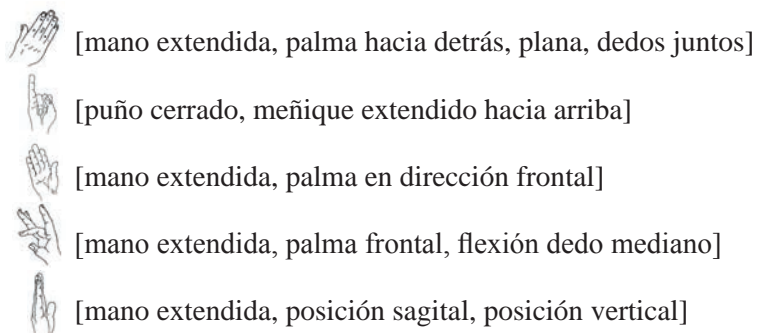 [mano extendida, palma hacia detrás, plana, dedos juntos]
[puño cerrado, meñique extendido hacia arriba]
[mano extendida, palma en dirección frontal]
[mano extendida, palma frontal, flexión dedo mediano]
[mano extendida, posición sagital, posición vertical]